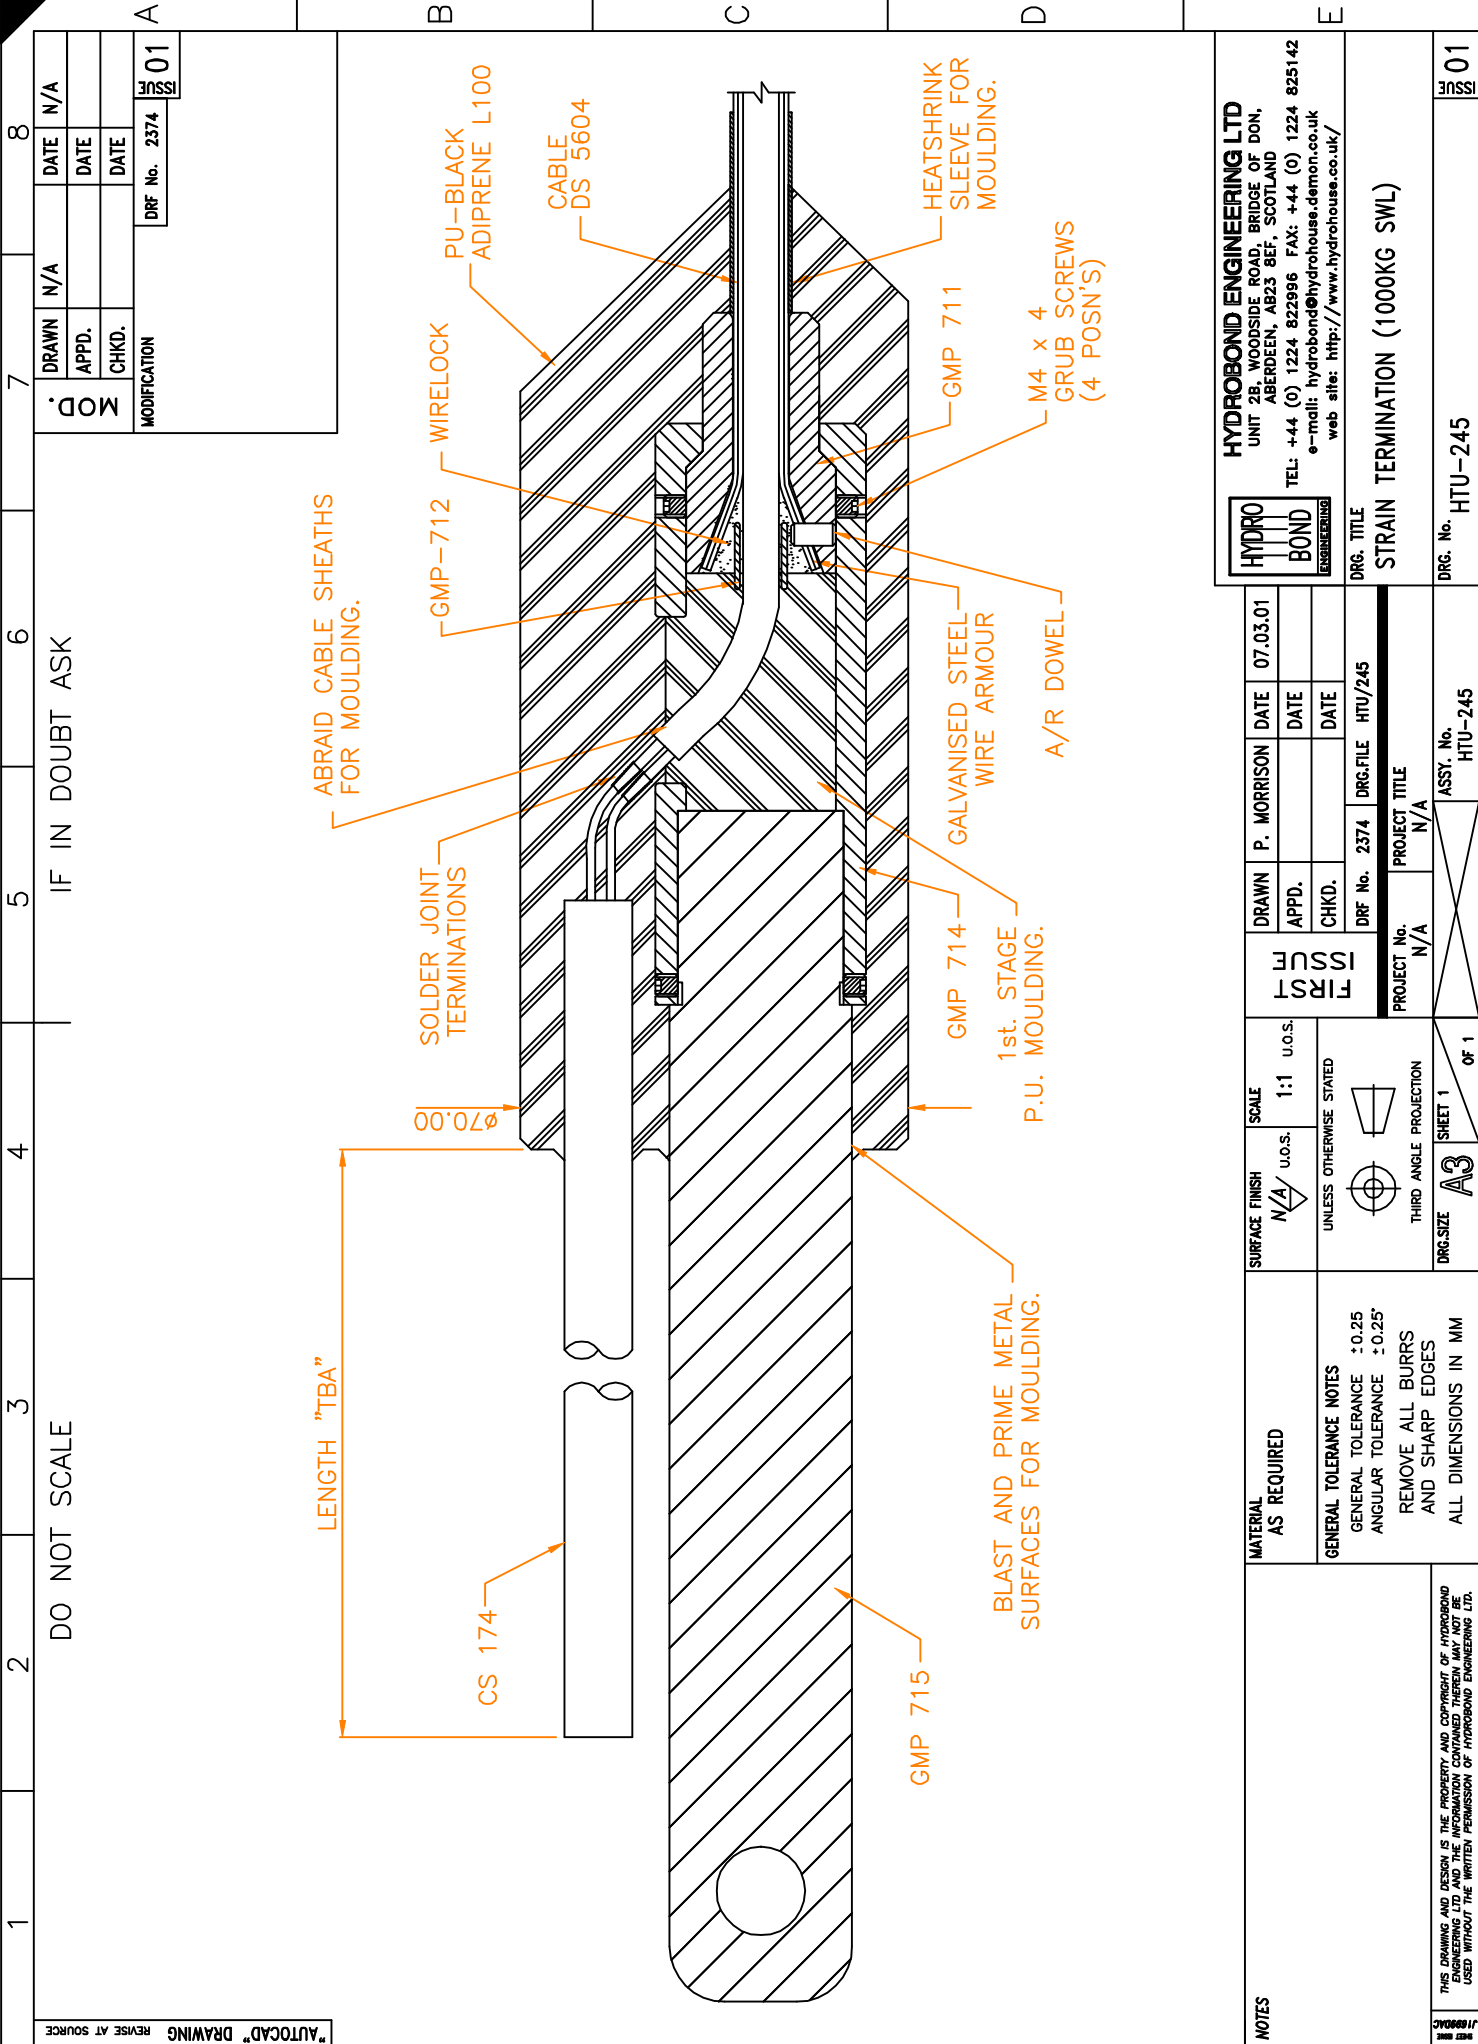 1
2
3
4
5
6
7
8
A
B
C
D
E
DO NOT SCALE
IF IN DOUBT ASK
MOD.
DRAWN N/A DATE N/A
APPD. DATE
CHKD. DATE
MODIFICATION
DRF No. 2374
ISSUE 01
"AUTOCAD" DRAWING
REVISE AT SOURCE
LENGTH "TBA"
CS 174
ø70.00
ABRAID CABLE SHEATHS
FOR MOULDING.
SOLDER JOINT
TERMINATIONS
GMP-712
WIRELOCK
PU-BLACK
ADIPRENE L100
CABLE
DS 5604
HEATSHRINK
SLEEVE FOR
MOULDING.
GMP 711
M4 x 4
GRUB SCREWS
(4 POSN'S)
GALVANISED STEEL
WIRE ARMOUR
A/R DOWEL
GMP 714
1st. STAGE
P.U. MOULDING.
BLAST AND PRIME METAL
SURFACES FOR MOULDING.
GMP 715
NOTES
THIS DRAWING AND DESIGN IS THE PROPERTY AND COPYRIGHT OF HYDROBOND
ENGINEERING LTD AND THE INFORMATION CONTAINED THEREIN MAY NOT BE
USED WITHOUT THE WRITTEN PERMISSION OF HYDROBOND ENGINEERING LTD.
MATERIAL
AS REQUIRED
GENERAL TOLERANCE NOTES
GENERAL TOLERANCE ±0.25
ANGULAR TOLERANCE ±0.25°
REMOVE ALL BURRS
AND SHARP EDGES
ALL DIMENSIONS IN MM
SURFACE FINISH
N/A U.O.S.
SCALE
1:1 U.O.S.
UNLESS OTHERWISE STATED
THIRD ANGLE PROJECTION
DRG.SIZE A3
SHEET 1
OF 1
FIRST
ISSUE
DRAWN P. MORRISON DATE 07.03.01
APPD. DATE
CHKD. DATE
DRF No. 2374 DRG.FILE HTU/245
PROJECT No.
N/A
PROJECT TITLE
N/A
ASSY. No.
HTU-245
HYDRO
BOND
ENGINEERING
HYDROBOND ENGINEERING LTD
UNIT 2B, WOODSIDE ROAD, BRIDGE OF DON,
ABERDEEN, AB23 8EF, SCOTLAND
TEL: +44 (0) 1224 822996 FAX: +44 (0) 1224 825142
e-mail: hydrobond@hydrohouse.demon.co.uk
web site: http://www.hydrohouse.co.uk/
DRG. TITLE
STRAIN TERMINATION (1000KG SWL)
DRG. No.
HTU-245
ISSUE 01